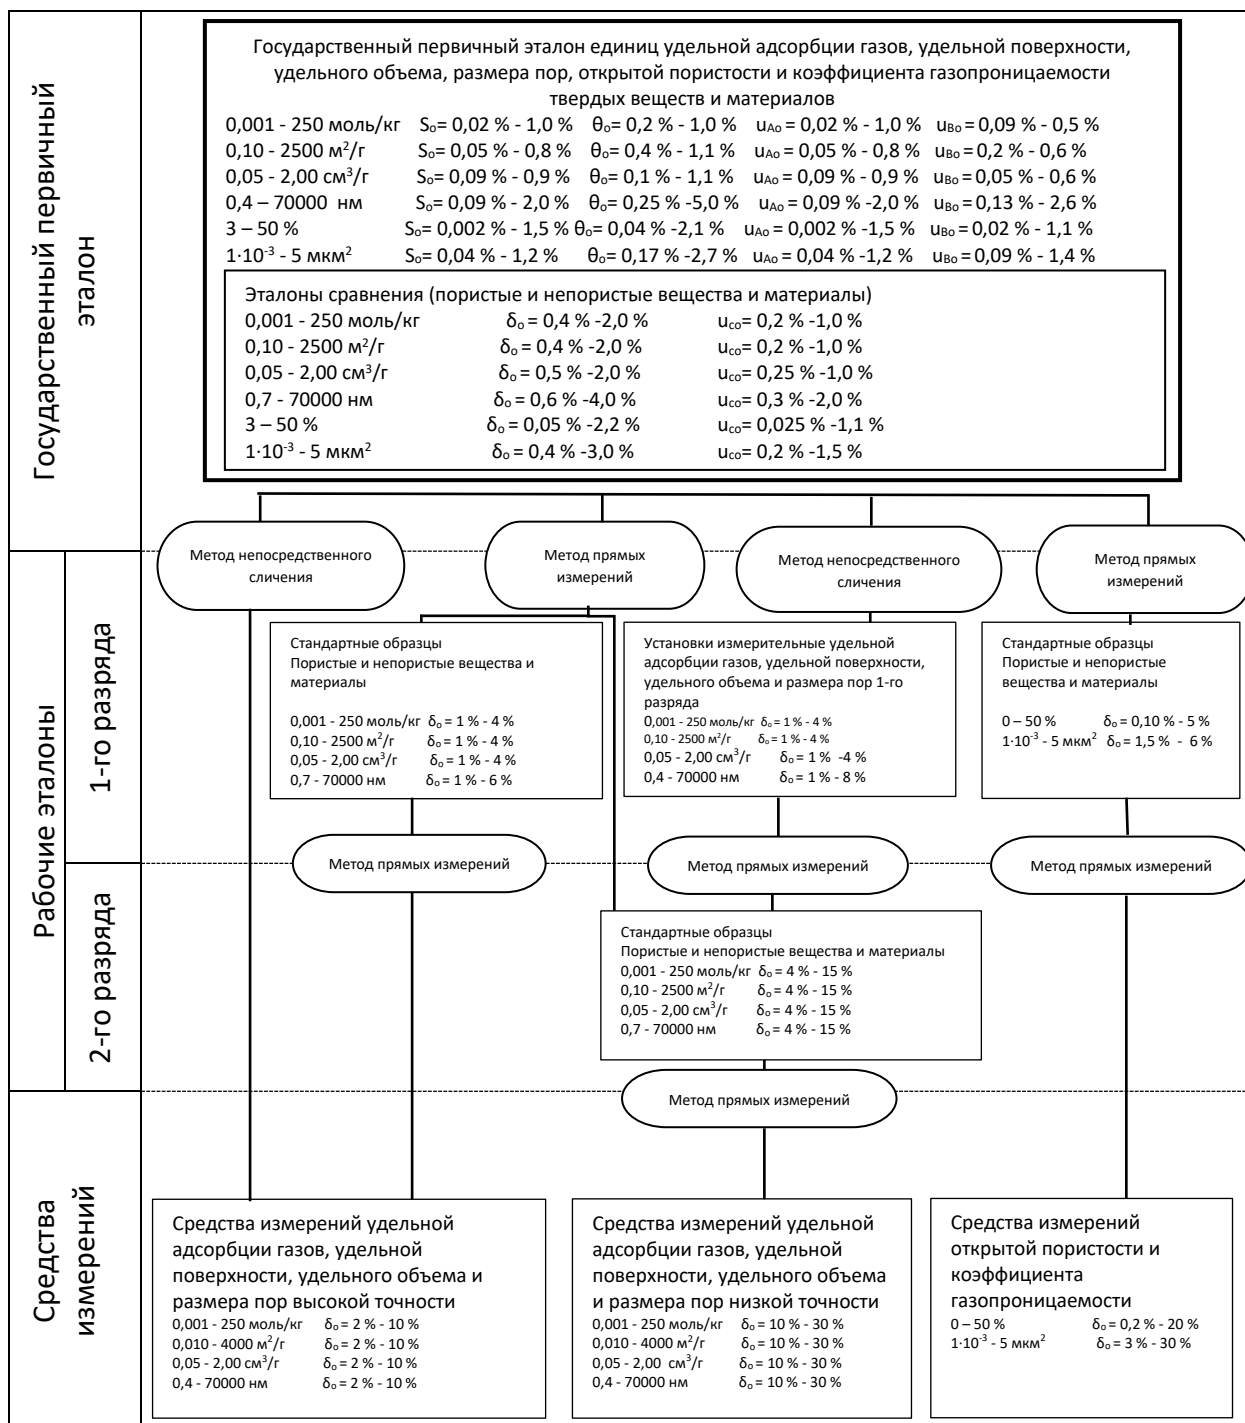 Государственный первичный
эталон
Государственный первичный эталон единиц удельной адсорбции газов, удельной поверхности,
удельного объема, размера пор, открытой пористости и коэффициента газопроницаемости
твердых веществ и материалов
0,001 - 250 моль/кг Sₒ= 0,02 % - 1,0 % θₒ= 0,2 % - 1,0 % u_Aₒ = 0,02 % - 1,0 % u_Bₒ= 0,09 % - 0,5 %
0,10 - 2500 м²/г Sₒ= 0,05 % - 0,8 % θₒ= 0,4 % - 1,1 % u_Aₒ = 0,05 % - 0,8 % u_Bₒ= 0,2 % - 0,6 %
0,05 - 2,00 см³/г Sₒ= 0,09 % - 0,9 % θₒ= 0,1 % - 1,1 % u_Aₒ = 0,09 % - 0,9 % u_Bₒ= 0,05 % - 0,6 %
0,4 – 70000 нм Sₒ= 0,09 % - 2,0 % θₒ= 0,25 % -5,0 % u_Aₒ = 0,09 % -2,0 % u_Bₒ= 0,13 % - 2,6 %
3 – 50 % Sₒ= 0,002 % - 1,5 % θₒ= 0,04 % -2,1 % u_Aₒ = 0,002 % -1,5 % u_Bₒ= 0,02 % - 1,1 %
1·10⁻³ - 5 мкм² Sₒ= 0,04 % - 1,2 % θₒ= 0,17 % -2,7 % u_Aₒ = 0,04 % -1,2 % u_Bₒ= 0,09 % - 1,4 %
Эталоны сравнения (пористые и непористые вещества и материалы)
0,001 - 250 моль/кг δₒ= 0,4 % -2,0 % u_cₒ= 0,2 % -1,0 %
0,10 - 2500 м²/г δₒ= 0,4 % -2,0 % u_cₒ= 0,2 % -1,0 %
0,05 - 2,00 см³/г δₒ= 0,5 % -2,0 % u_cₒ= 0,25 % -1,0 %
0,7 - 70000 нм δₒ= 0,6 % -4,0 % u_cₒ= 0,3 % -2,0 %
3 – 50 % δₒ= 0,05 % -2,2 % u_cₒ= 0,025 % -1,1 %
1·10⁻³ - 5 мкм² δₒ= 0,4 % -3,0 % u_cₒ= 0,2 % -1,5 %
Метод непосредственного
сличения
Метод прямых
измерений
Метод непосредственного
сличения
Метод прямых
измерений
Рабочие эталоны
1-го разряда
Стандартные образцы
Пористые и непористые вещества и
материалы
0,001 - 250 моль/кг δₒ= 1 % - 4 %
0,10 - 2500 м²/г δₒ= 1 % - 4 %
0,05 - 2,00 см³/г δₒ= 1 % - 4 %
0,7 - 70000 нм δₒ= 1 % - 6 %
Установки измерительные удельной
адсорбции газов, удельной поверхности,
удельного объема и размера пор 1-го
разряда
0,001 - 250 моль/кг δₒ= 1 % - 4 %
0,10 - 2500 м²/г δₒ= 1 % - 4 %
0,05 - 2,00 см³/г δₒ= 1 % -4 %
0,4 - 70000 нм δₒ= 1 % - 8 %
Стандартные образцы
Пористые и непористые
вещества и материалы
0 – 50 % δₒ= 0,10 % - 5 %
1·10⁻³ - 5 мкм² δₒ= 1,5 % - 6 %
Метод прямых измерений
Метод прямых измерений
Метод прямых измерений
2-го разряда
Стандартные образцы
Пористые и непористые вещества и материалы
0,001 - 250 моль/кг δₒ= 4 % - 15 %
0,10 - 2500 м²/г δₒ= 4 % - 15 %
0,05 - 2,00 см³/г δₒ= 4 % - 15 %
0,7 - 70000 нм δₒ= 4 % - 15 %
Метод прямых измерений
Средства
измерений
Средства измерений удельной
адсорбции газов, удельной
поверхности, удельного объема и
размера пор высокой точности
0,001 - 250 моль/кг δₒ= 2 % - 10 %
0,010 - 4000 м²/г δₒ= 2 % - 10 %
0,05 - 2,00 см³/г δₒ= 2 % - 10 %
0,4 - 70000 нм δₒ= 2 % - 10 %
Средства измерений удельной
адсорбции газов, удельной
поверхности, удельного объема
и размера пор низкой точности
0,001 - 250 моль/кг δₒ= 10 % - 30 %
0,010 - 4000 м²/г δₒ= 10 % - 30 %
0,05 - 2,00 см³/г δₒ= 10 % - 30 %
0,4 - 70000 нм δₒ= 10 % - 30 %
Средства измерений
открытой пористости и
коэффициента
газопроницаемости
0 – 50 % δₒ= 0,2 % - 20 %
1·10⁻³ - 5 мкм² δₒ= 3 % - 30 %